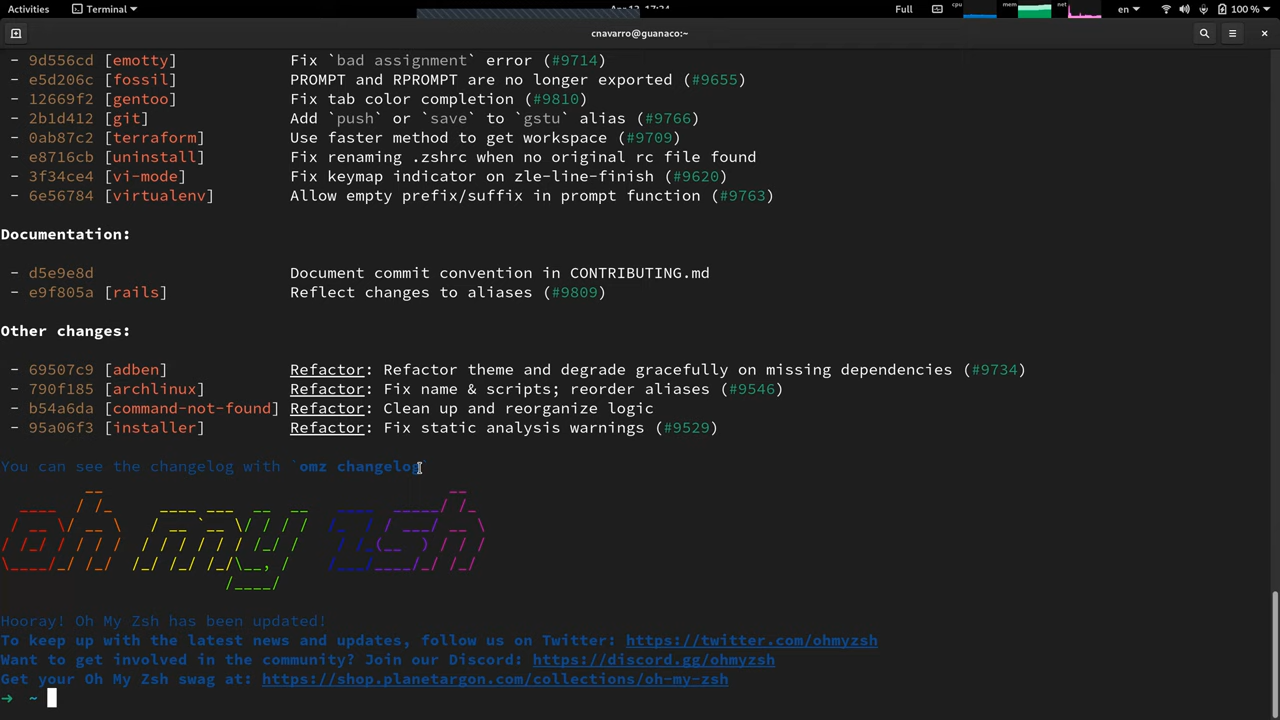 Activities Terminal Full cpu mem net en 100 %
cnavarro@guanaco:~
- 9d556cd [emotty] Fix `bad assignment` error (#9714)
- e5d206c [fossil] PROMPT and RPROMPT are no longer exported (#9655)
- 12669f2 [gentoo] Fix tab color completion (#9810)
- 2b1d412 [git] Add `push` or `save` to `gstu` alias (#9766)
- 0ab87c2 [terraform] Use faster method to get workspace (#9709)
- e8716cb [uninstall] Fix renaming .zshrc when no original rc file found
- 3f34ce4 [vi-mode] Fix keymap indicator on zle-line-finish (#9620)
- 6e56784 [virtualenv] Allow empty prefix/suffix in prompt function (#9763)
Documentation:
- d5e9e8d Document commit convention in CONTRIBUTING.md
- e9f805a [rails] Reflect changes to aliases (#9809)
Other changes:
- 69507c9 [adben] Refactor: Refactor theme and degrade gracefully on missing dependencies (#9734)
- 790f185 [archlinux] Refactor: Fix name & scripts; reorder aliases (#9546)
- b54a6da [command-not-found] Refactor: Clean up and reorganize logic
- 95a06f3 [installer] Refactor: Fix static analysis warnings (#9529)
You can see the changelog with `omz changelog`
oh my zsh
Hooray! Oh My Zsh has been updated!
To keep up with the latest news and updates, follow us on Twitter: https://twitter.com/ohmyzsh
Want to get involved in the community? Join our Discord: https://discord.gg/ohmyzsh
Get your Oh My Zsh swag at: https://shop.planetargon.com/collections/oh-my-zsh
→ ~